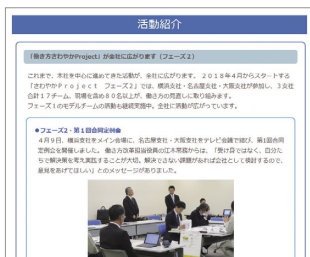 活動紹介
「働き方さわやかProject」が全社に広がります（フェーズ２）
これまで、本社を中心に進めてきた活動が、全社に広がります。２０１８年４月からスタートする
「さわやかＰｒｏｊｅｃｔ フェーズ２」では、横浜支社・名古屋支社・大阪支社が参加し、３支社
合計１７チーム、同規を含め８０名以上が、働き方の見直しに取り組みます。
フェーズ１のモデルチームの活動も継続実施中。全社に活動が広がっています。
●フェーズ２・第１回合同定例会
４月９日、横浜支社をメイン会場に、名古屋支社・大阪支社をテレビ会議で結び、第１回合同
定例会を開催しました。働き方改革担当役員の江本常務からは、「受け身ではなく、自分た
ちで解決策を考え実践することが大切。解決できない課題があれば会社として検討するので、
意見をあげてほしい」とのメッセージがありました。